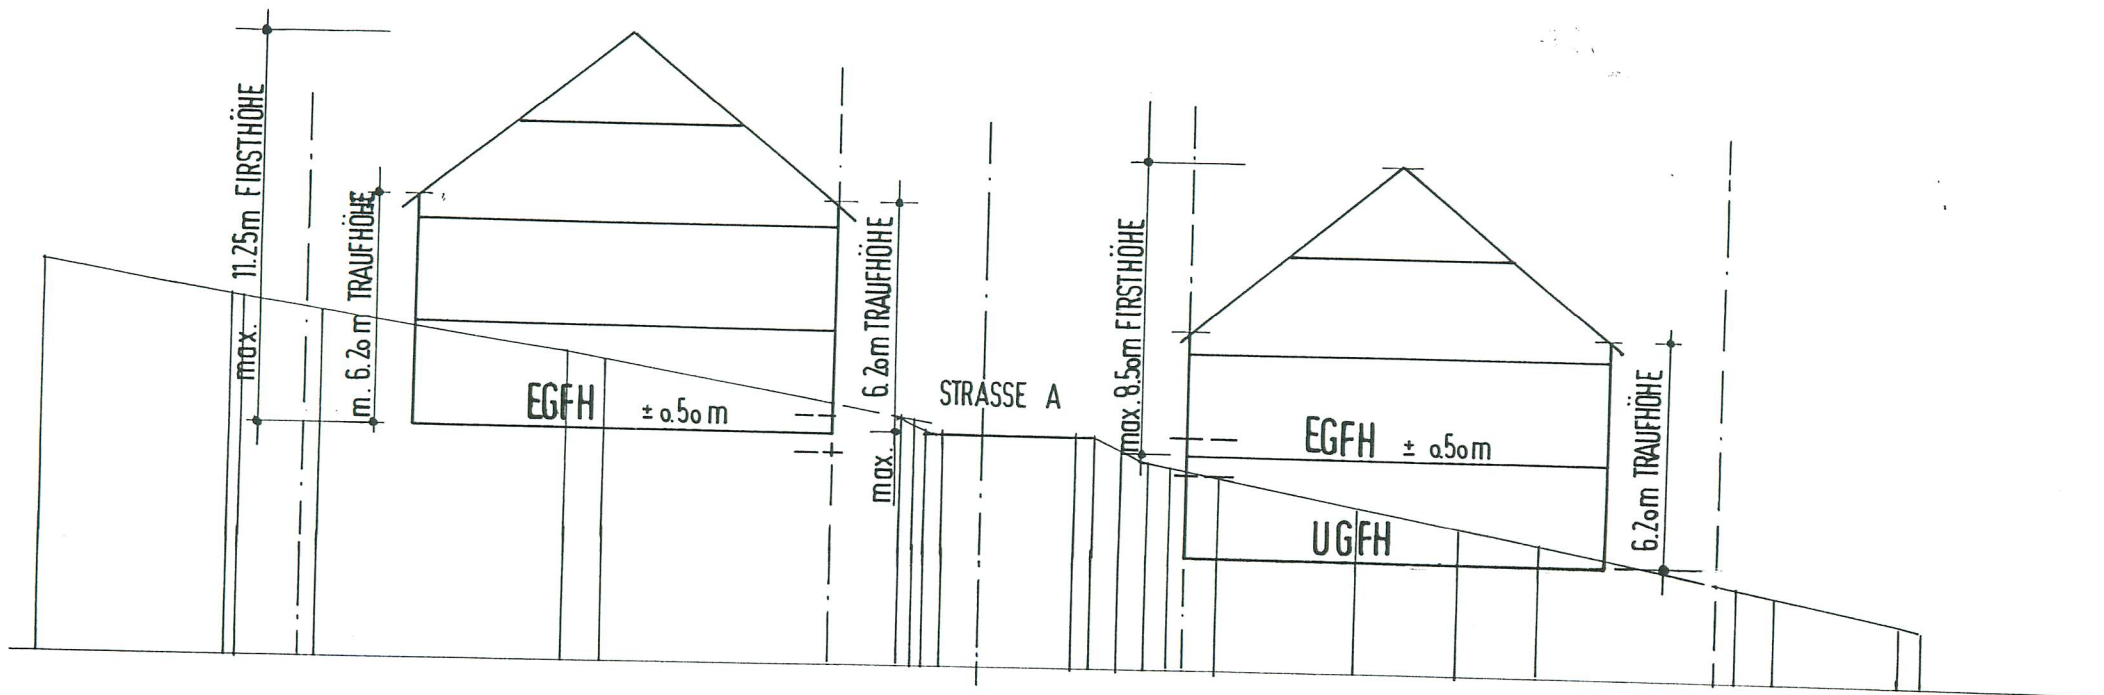 max. 11.25m FIRSTHÖHE
m. 6.20m TRAUFHÖHE
EGFH ± 0.50m
max. 6.20m TRAUFHÖHE
STRASSE A
max. 8.50m FIRSTHÖHE
EGFH ± 0.50m
UGFH
6.20m TRAUFHÖHE